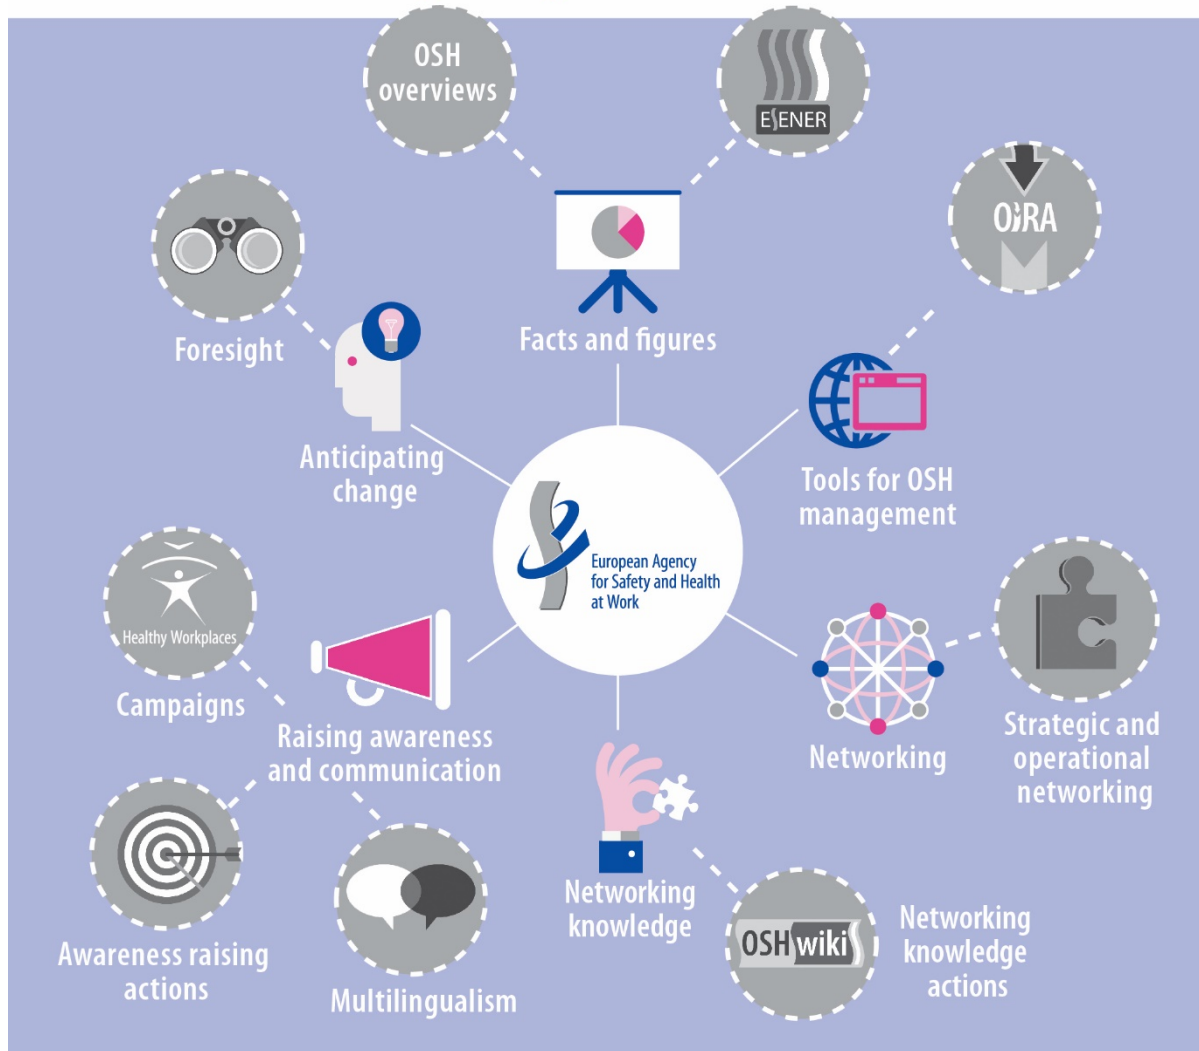 OSH
overviews
ESENER
OiRA
Foresight
Facts and figures
Anticipating
change
Tools for OSH
management
European Agency
for Safety and Health
at Work
Healthy Workplaces
Campaigns
Raising awareness
and communication
Networking
Strategic and
operational
networking
Networking
knowledge
OSHwiki
Networking
knowledge
actions
Awareness raising
actions
Multilingualism